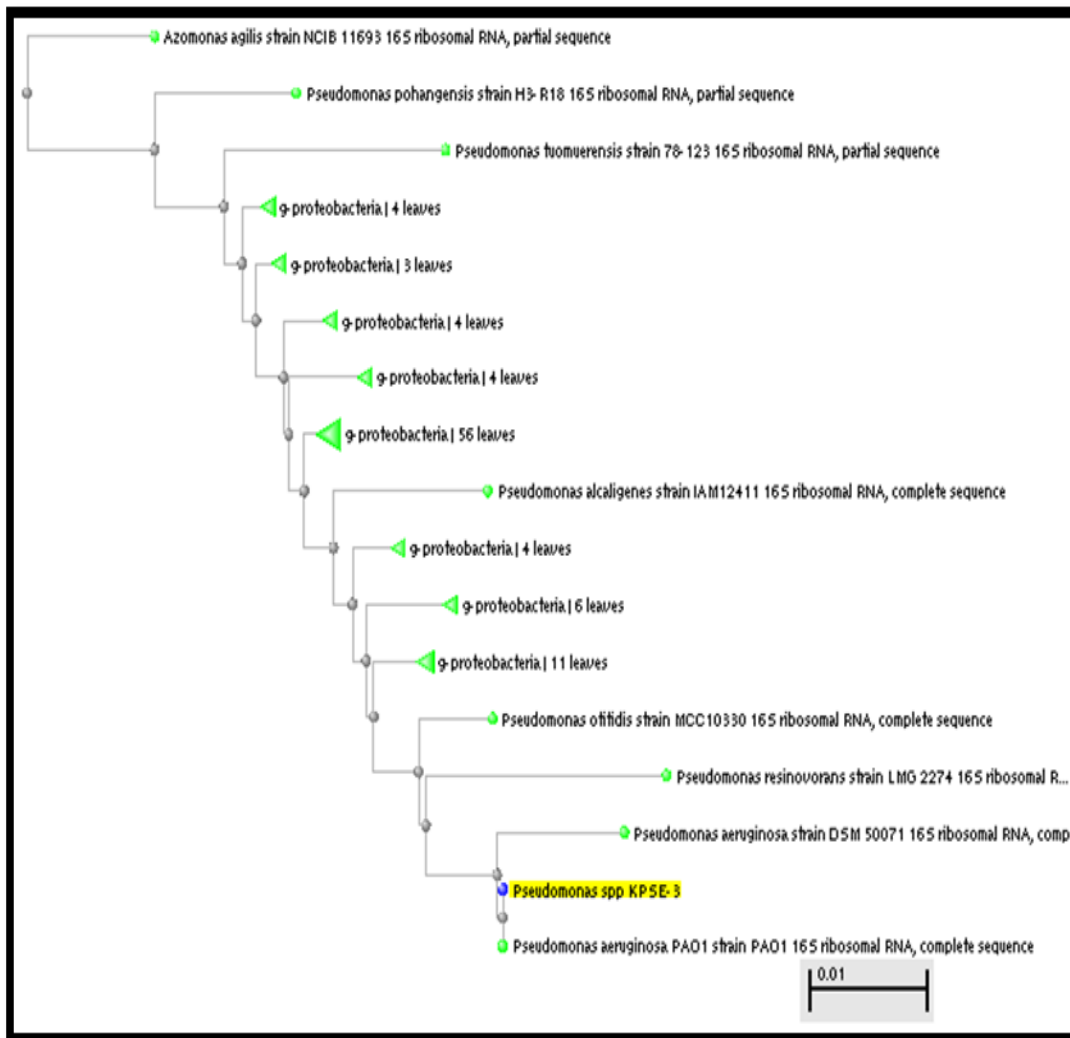 Azomonas agilis strain NCIB 11693 16S ribosomal RNA, partial sequence
Pseudomonas pohangensis strain H3-R18 16S ribosomal RNA, partial sequence
Pseudomonas tuomuerensis strain 78-123 16S ribosomal RNA, partial sequence
g-proteobacteria | 4 leaves
g-proteobacteria | 3 leaves
g-proteobacteria | 4 leaves
g-proteobacteria | 4 leaves
g-proteobacteria | 56 leaves
Pseudomonas alcaligenes strain IAM12411 16S ribosomal RNA, complete sequence
g-proteobacteria | 4 leaves
g-proteobacteria | 6 leaves
g-proteobacteria | 11 leaves
Pseudomonas otitidis strain MCC10330 16S ribosomal RNA, complete sequence
Pseudomonas resinovorans strain LMG 2274 16S ribosomal R...
Pseudomonas aeruginosa strain DSM 50071 16S ribosomal RNA, comp
Pseudomonas spp KPSE-3
Pseudomonas aeruginosa PAO1 strain PAO1 16S ribosomal RNA, complete sequence
0.01